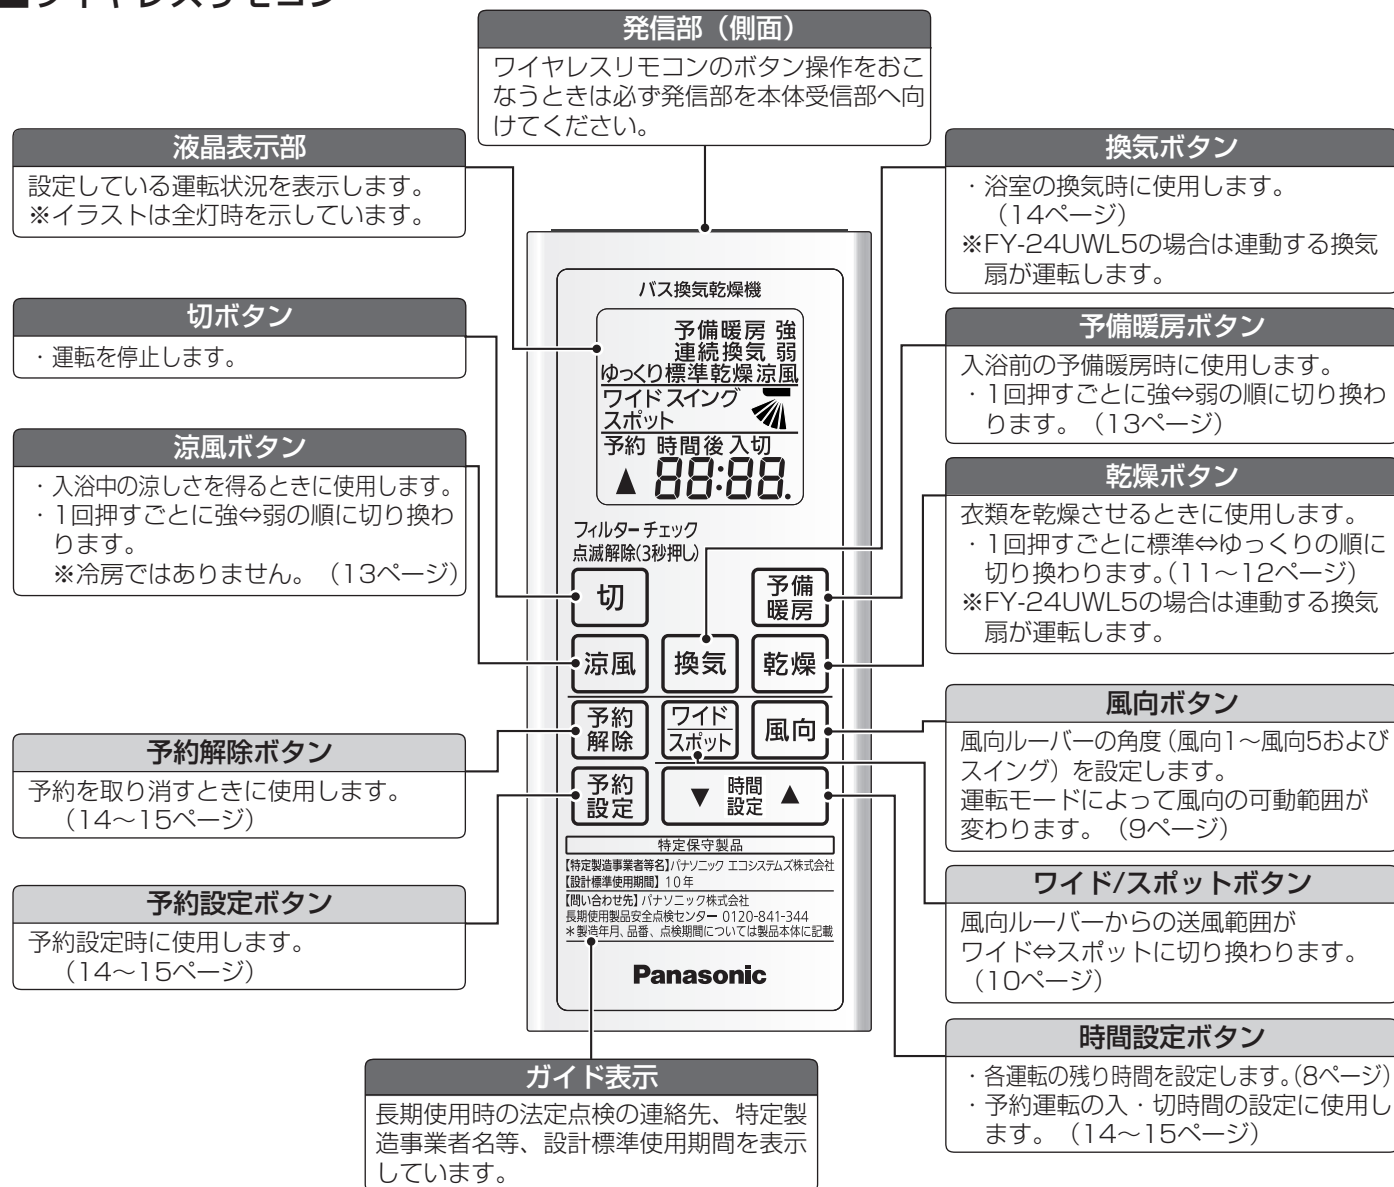 ワイヤレスリモコン
発信部（側面）
ワイヤレスリモコンのボタン操作をおこ
なうときは必ず発信部を本体受信部へ向
けてください。
液晶表示部
設定している運転状況を表示します。
※イラストは全灯時を示しています。
切ボタン
・運転を停止します。
涼風ボタン
・入浴中の涼しさを得るときに使用します。
・1回押すごとに強⇔弱の順に切り換わ
ります。
※冷房ではありません。（13ページ）
予約解除ボタン
予約を取り消すときに使用します。
（14～15ページ）
予約設定ボタン
予約設定時に使用します。
（14～15ページ）
バス換気乾燥機
予備暖房 強
連続換気 弱
ゆっくり標準乾燥涼風
ワイド スイング
スポット
予約 時間後 入切
▲ 88:88.
フィルター チェック
点滅解除(3秒押し)
切
予備
暖房
涼風
換気
乾燥
予約
解除
ワイド
スポット
風向
予約
設定
▼ 時間
設定 ▲
特定保守製品
【特定製造事業者等名】パナソニック エコシステムズ株式会社
【設計標準使用期間】10年
【問い合わせ先】パナソニック株式会社
長期使用製品安全点検センター 0120-841-344
＊製造年月、品番、点検期間については製品本体に記載
Panasonic
ガイド表示
長期使用時の法定点検の連絡先、特定製
造事業者名等、設計標準使用期間を表示
しています。
換気ボタン
・浴室の換気時に使用します。
（14ページ）
※FY-24UWL5の場合は連動する換気
扇が運転します。
予備暖房ボタン
入浴前の予備暖房時に使用します。
・1回押すごとに強⇔弱の順に切り換わ
ります。（13ページ）
乾燥ボタン
衣類を乾燥させるときに使用します。
・1回押すごとに標準⇔ゆっくりの順に
切り換わります。（11～12ページ）
※FY-24UWL5の場合は連動する換気
扇が運転します。
風向ボタン
風向ルーバーの角度（風向1～風向5および
スイング）を設定します。
運転モードによって風向の可動範囲が
変わります。（9ページ）
ワイド/スポットボタン
風向ルーバーからの送風範囲が
ワイド⇔スポットに切り換わります。
（10ページ）
時間設定ボタン
・各運転の残り時間を設定します。（8ページ）
・予約運転の入・切時間の設定に使用し
ます。（14～15ページ）